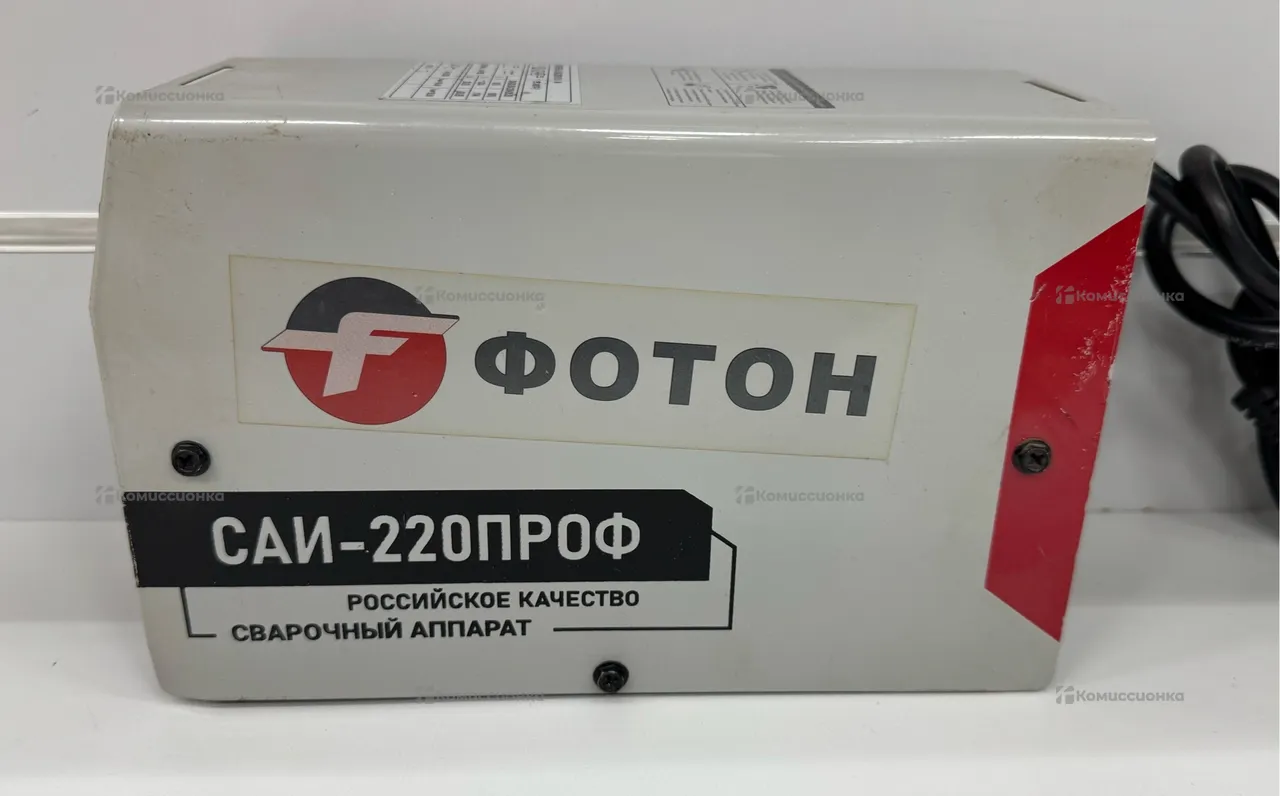 ФОТОН
САИ-220ПРОФ
РОССИЙСКОЕ КАЧЕСТВО
СВАРОЧНЫЙ АППАРАТ
Комиссионка
Комиссионка
Комиссионка
Комиссионка
Комиссионка
Комиссионка
Комиссионка